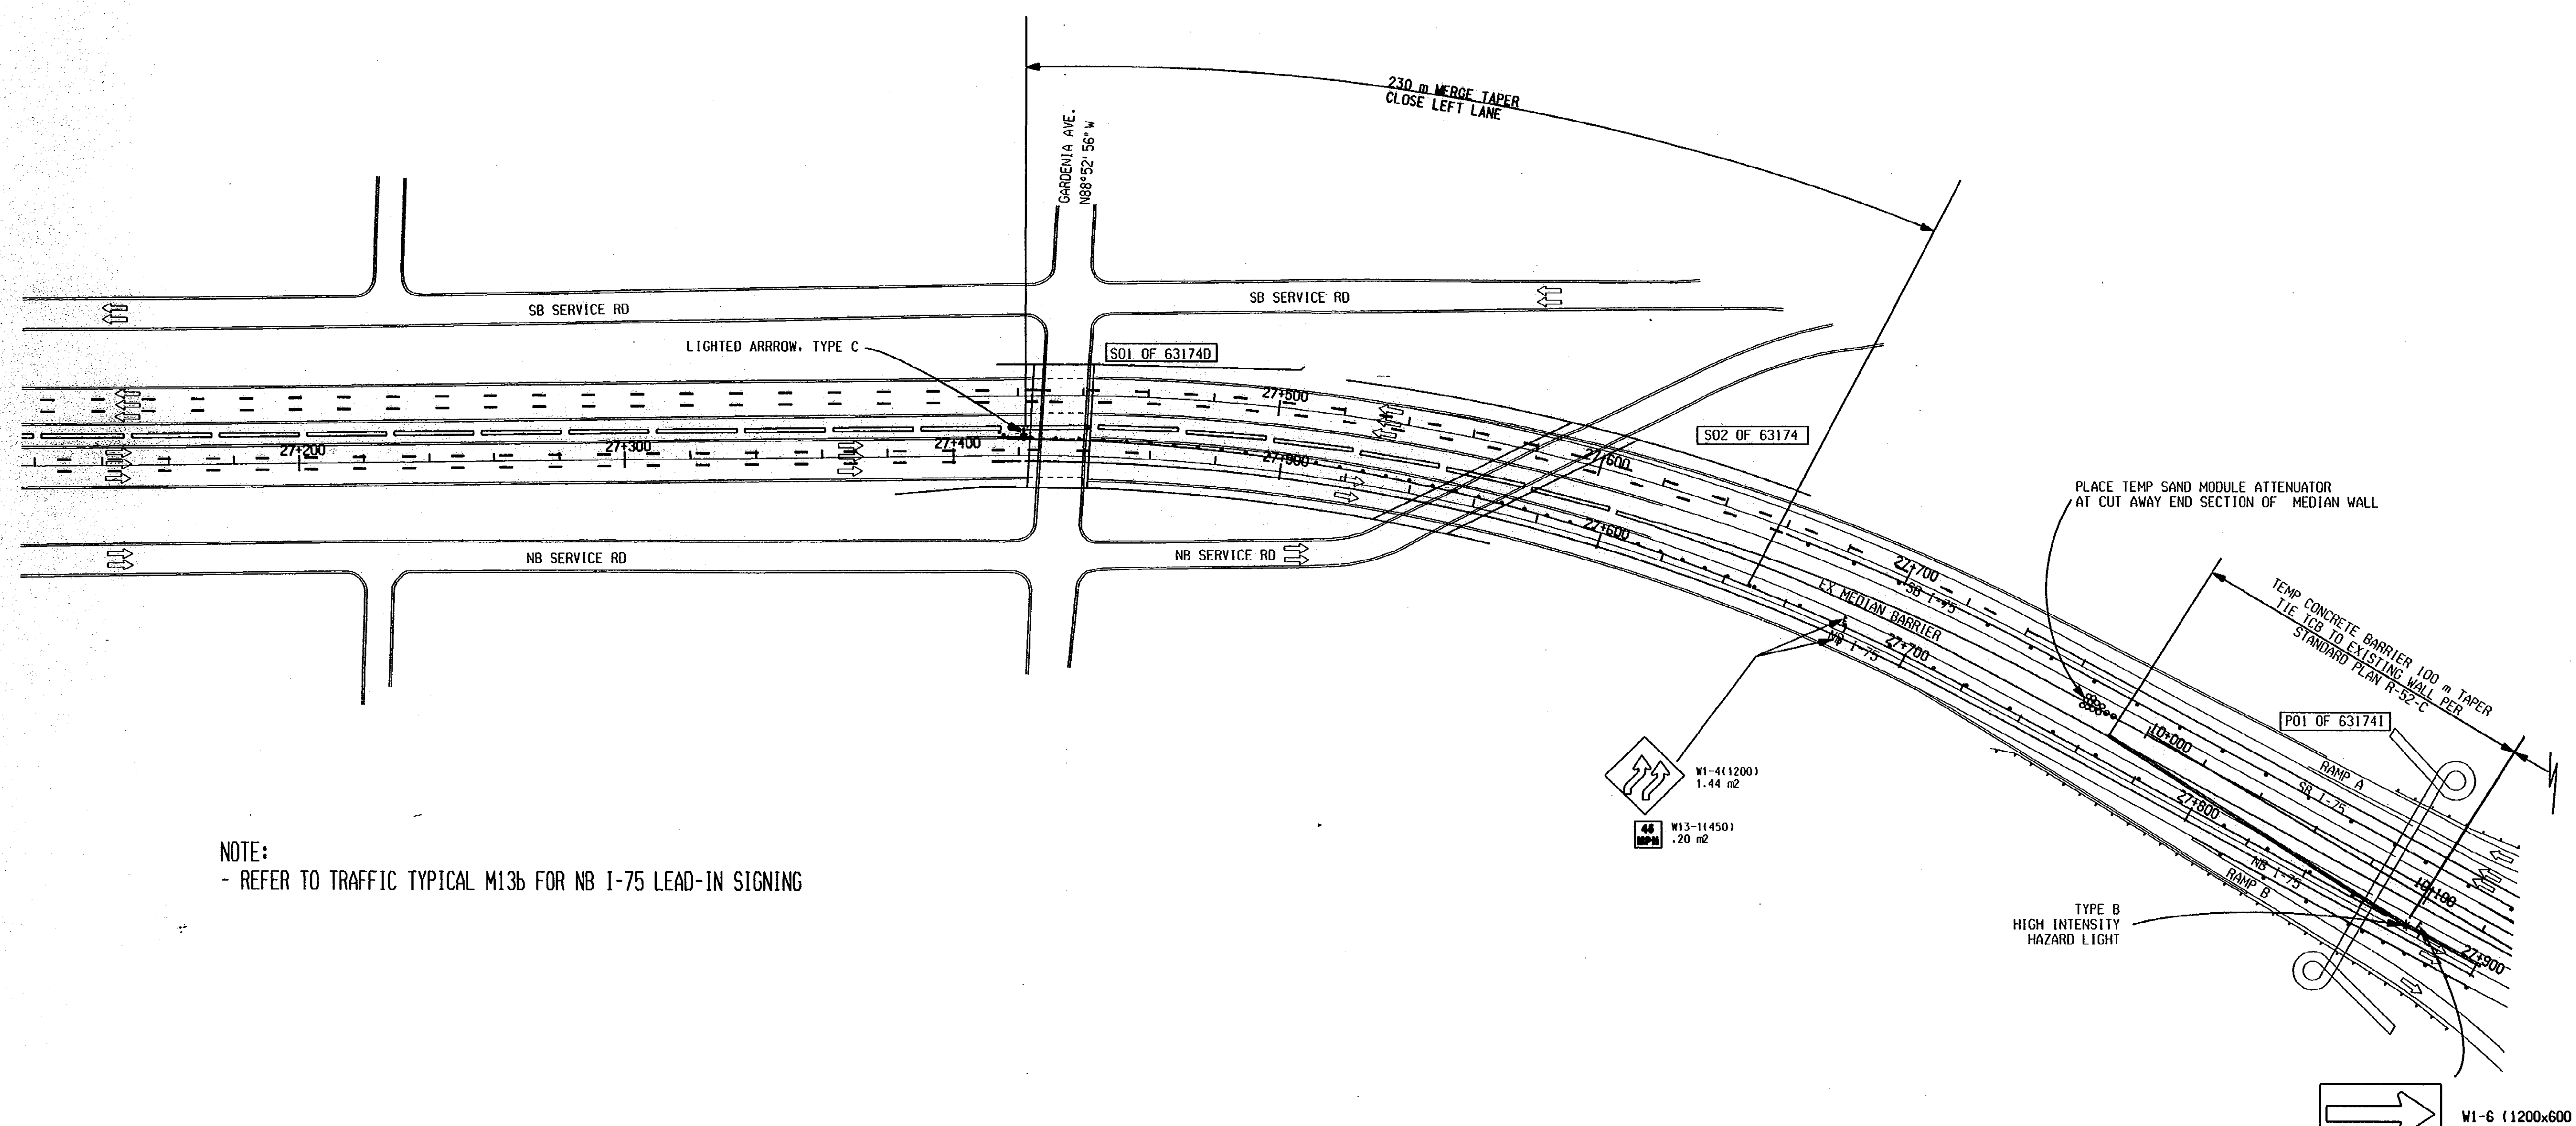 230 m MERGE TAPER
CLOSE LEFT LANE
GARDENIA AVE.
N88°52'56" W
SB SERVICE RD
SB SERVICE RD
LIGHTED ARRROW, TYPE C
S01 OF 63174D
27+500
27+200
27+300
27+400
27+500
S02 OF 63174
27+600
27+600
NB SERVICE RD
NB SERVICE RD
PLACE TEMP SAND MODULE ATTENUATOR
AT CUT AWAY END SECTION OF MEDIAN WALL
27+700
SB I-75
EX MEDIAN BARRIER
NB I-75
27+700
TEMP CONCRETE BARRIER 100 m TAPER
TIE TCB TO EXISTING WALL PER
STANDARD PLAN R-52-C
P01 OF 63174I
10+000
RAMP A
SB I-75
27+800
W1-4(1200)
1.44 m2
W13-1(450)
.20 m2
MPH
NB I-75
RAMP B
10+100
27+900
TYPE B
HIGH INTENSITY
HAZARD LIGHT
NOTE:
- REFER TO TRAFFIC TYPICAL M13b FOR NB I-75 LEAD-IN SIGNING
W1-6 (1200x600